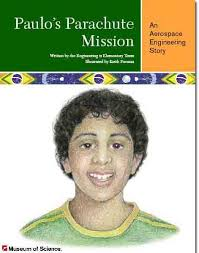 Paulo's Parachute
Mission
An
Aerospace
Engineering
Story
Written by the Engineering is Elementary Team
Illustrated by Keith Favazza
Museum of Science.